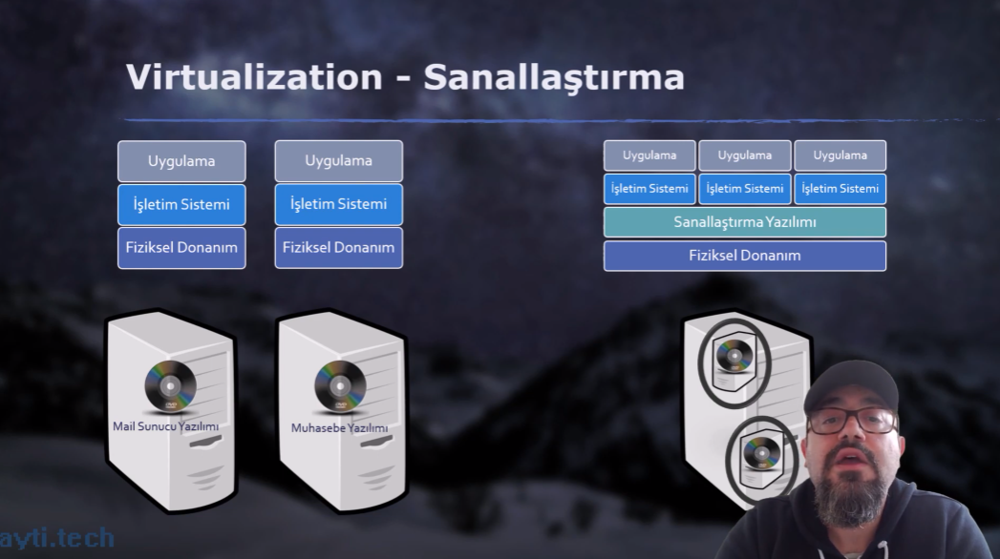 Virtualization - Sanallaştırma
Uygulama
Uygulama
İşletim Sistemi
İşletim Sistemi
Fiziksel Donanım
Fiziksel Donanım
Uygulama
Uygulama
Uygulama
İşletim Sistemi
İşletim Sistemi
İşletim Sistemi
Sanallaştırma Yazılımı
Fiziksel Donanım
Mail Sunucu Yazılımı
Muhasebe Yazılımı
ayti.tech